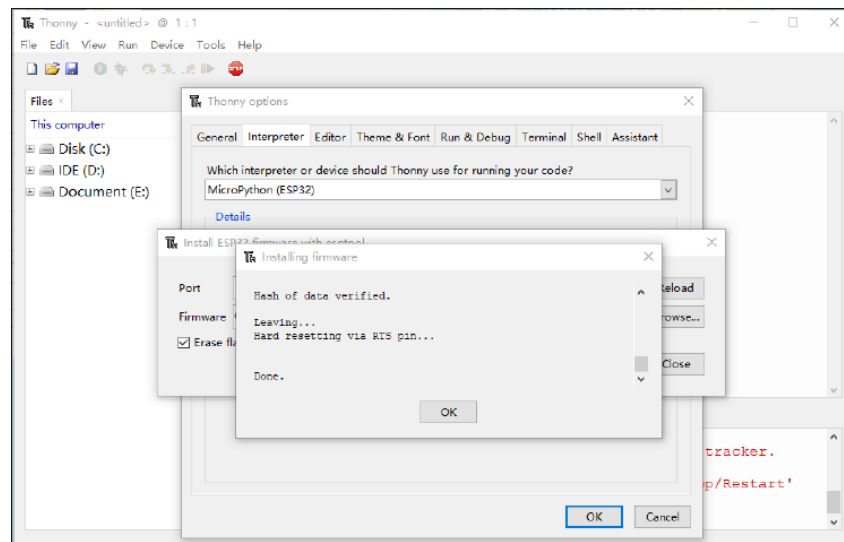 Thonny - <untitled> @ 1 : 1
File Edit View Run Device Tools Help
Files
This computer
Disk (C:)
IDE (D:)
Document (E:)
Thonny options
General Interpreter Editor Theme & Font Run & Debug Terminal Shell Assistant
Which interpreter or device should Thonny use for running your code?
MicroPython (ESP32)
Details
Install ESP32 firmware with esptool
Port
Firmware
Erase
Installing firmware
Hash of data verified.
Leaving...
Hard resetting via RTS pin...
Done.
OK
Reload
Close
tracker.
OK
Cancel